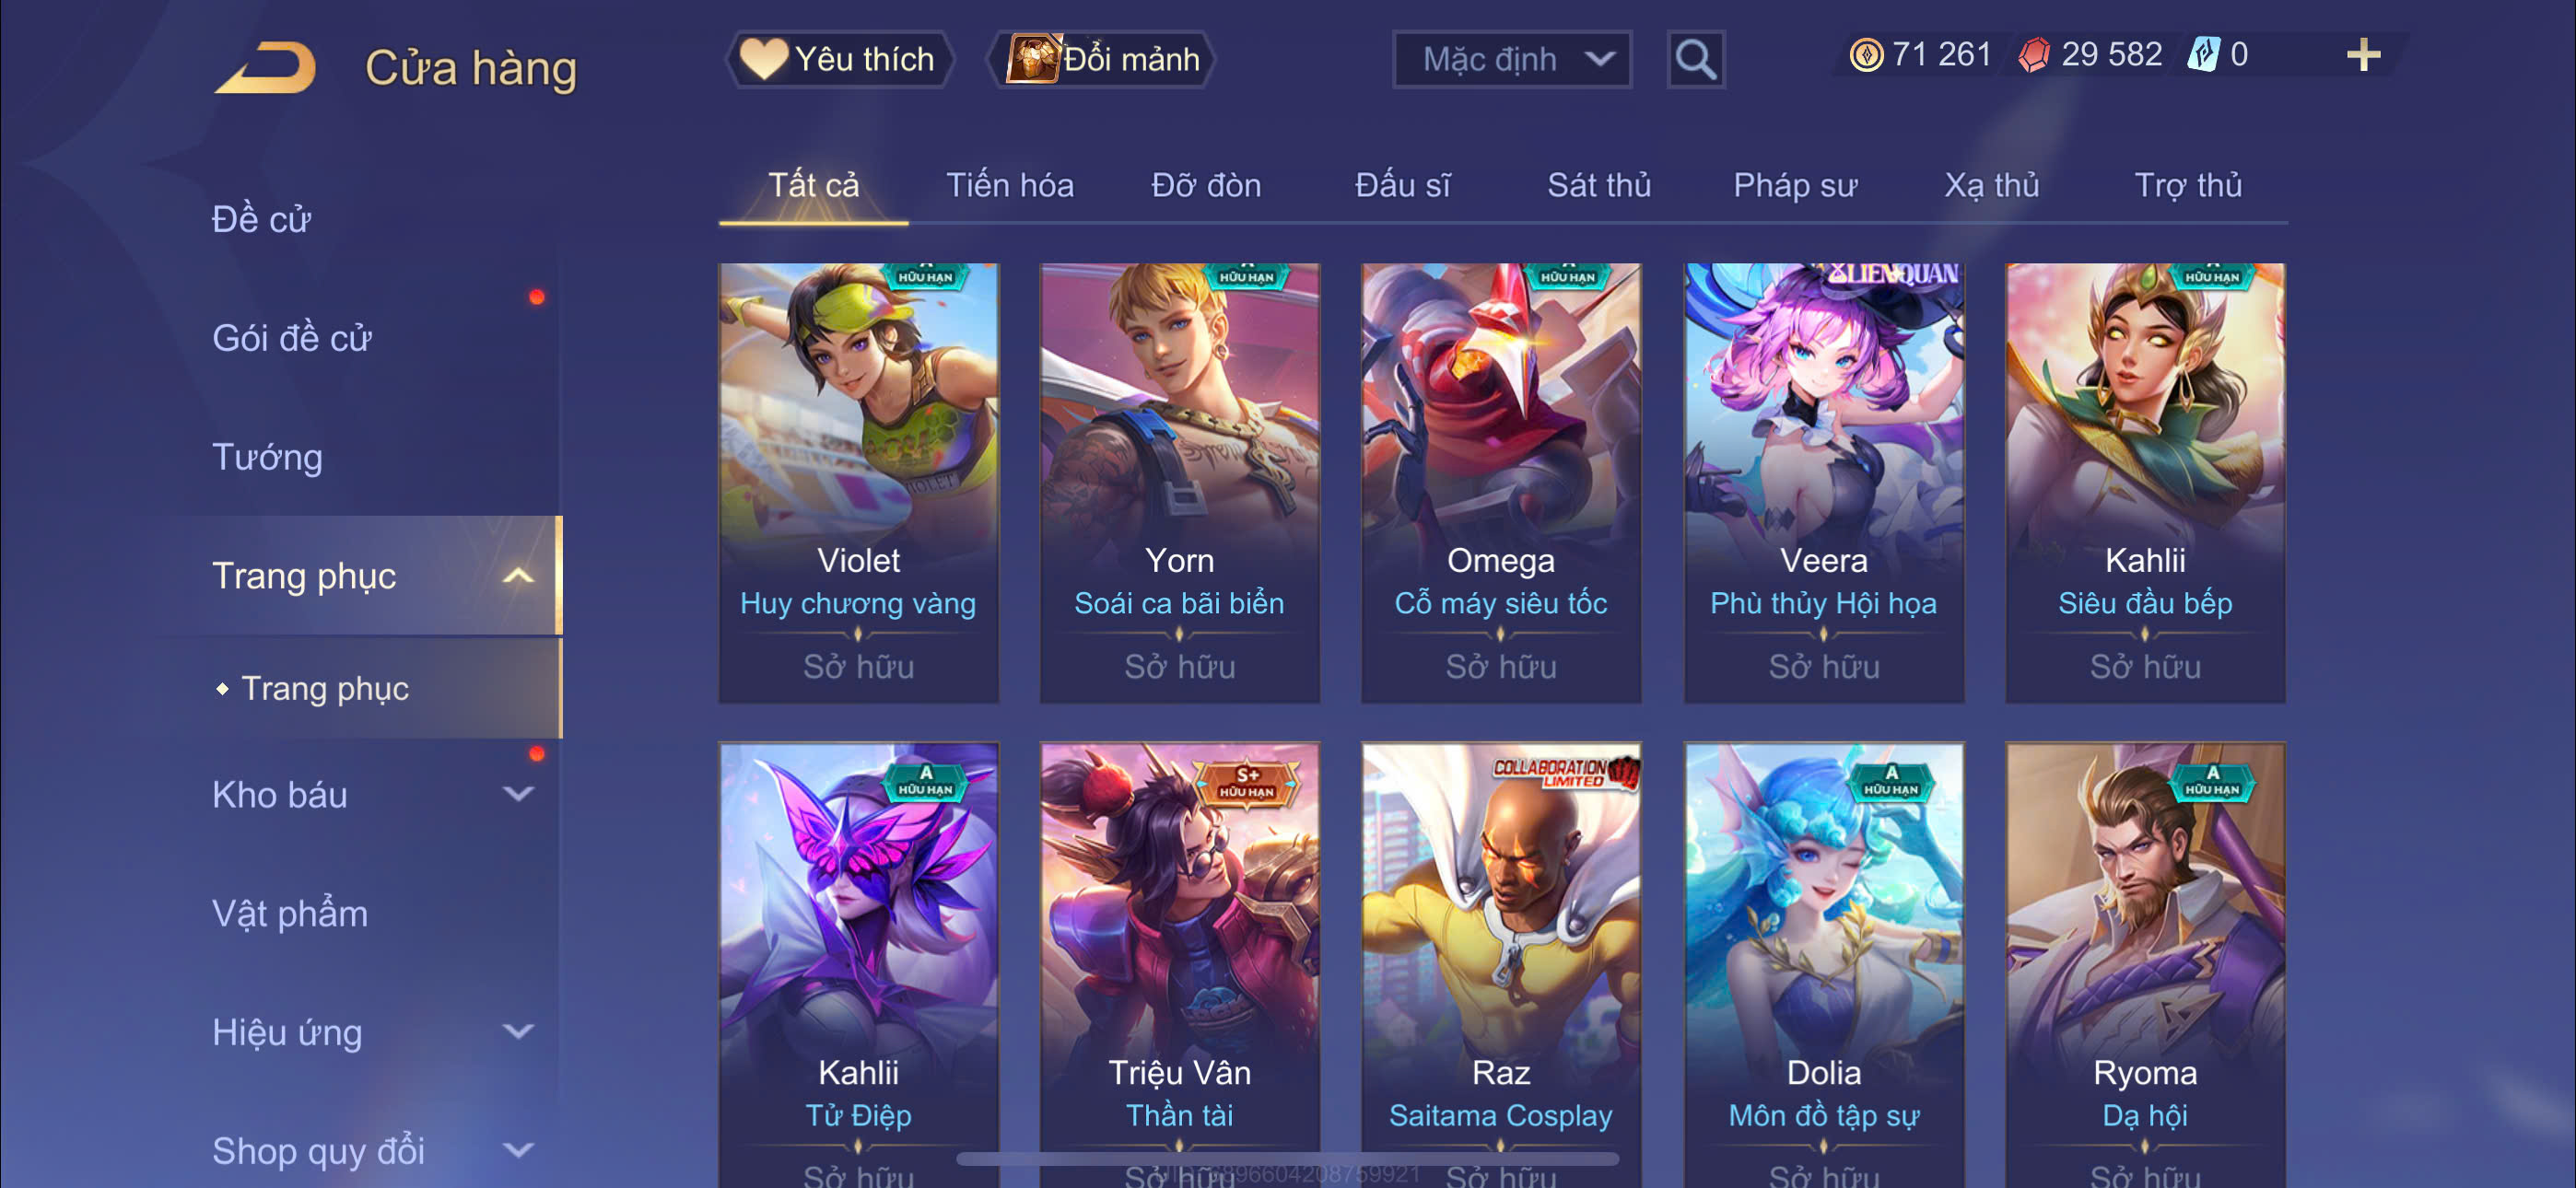 Cửa hàng
Yêu thích
Đổi mảnh
Mặc định
71 261
29 582
0
Tất cả
Tiến hóa
Đỡ đòn
Đấu sĩ
Sát thủ
Pháp sư
Xạ thủ
Trợ thủ
Đề cử
Gói đề cử
Tướng
Trang phục
Trang phục
Kho báu
Vật phẩm
Hiệu ứng
Shop quy đổi
A
HỮU HẠN
VIOLET
Violet
Huy chương vàng
Sở hữu
A
HỮU HẠN
Yorn
Soái ca bãi biển
Sở hữu
A
HỮU HẠN
Omega
Cỗ máy siêu tốc
Sở hữu
LIENQUAN
Veera
Phù thủy Hội họa
Sở hữu
A
HỮU HẠN
Kahlii
Siêu đầu bếp
Sở hữu
A
HỮU HẠN
Kahlii
Tử Điệp
Sở hữu
S+
HỮU HẠN
Triệu Vân
Thần tài
Sở hữu
COLLABORATION
LIMITED
Raz
Saitama Cosplay
Sở hữu
A
HỮU HẠN
Dolia
Môn đồ tập sự
Sở hữu
A
HỮU HẠN
Ryoma
Dạ hội
Sở hữu